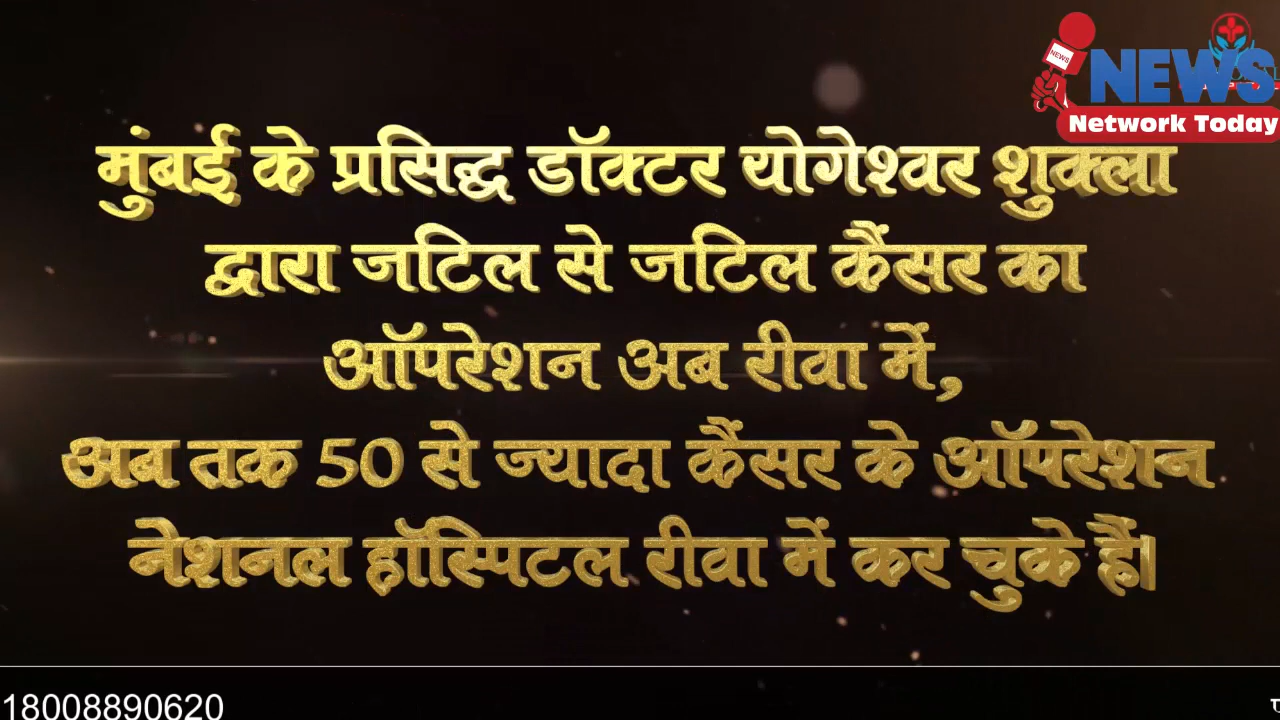 NEWS
NEWS
Network Today
मुंबई के प्रसिद्ध डॉक्टर योगेश्वर शुक्ला
द्वारा जटिल से जटिल कैंसर का
ऑपरेशन अब रीवा में,
अब तक 50 से ज्यादा कैंसर के ऑपरेशन
नेशनल हॉस्पिटल रीवा में कर चुके हैं।
18008890620